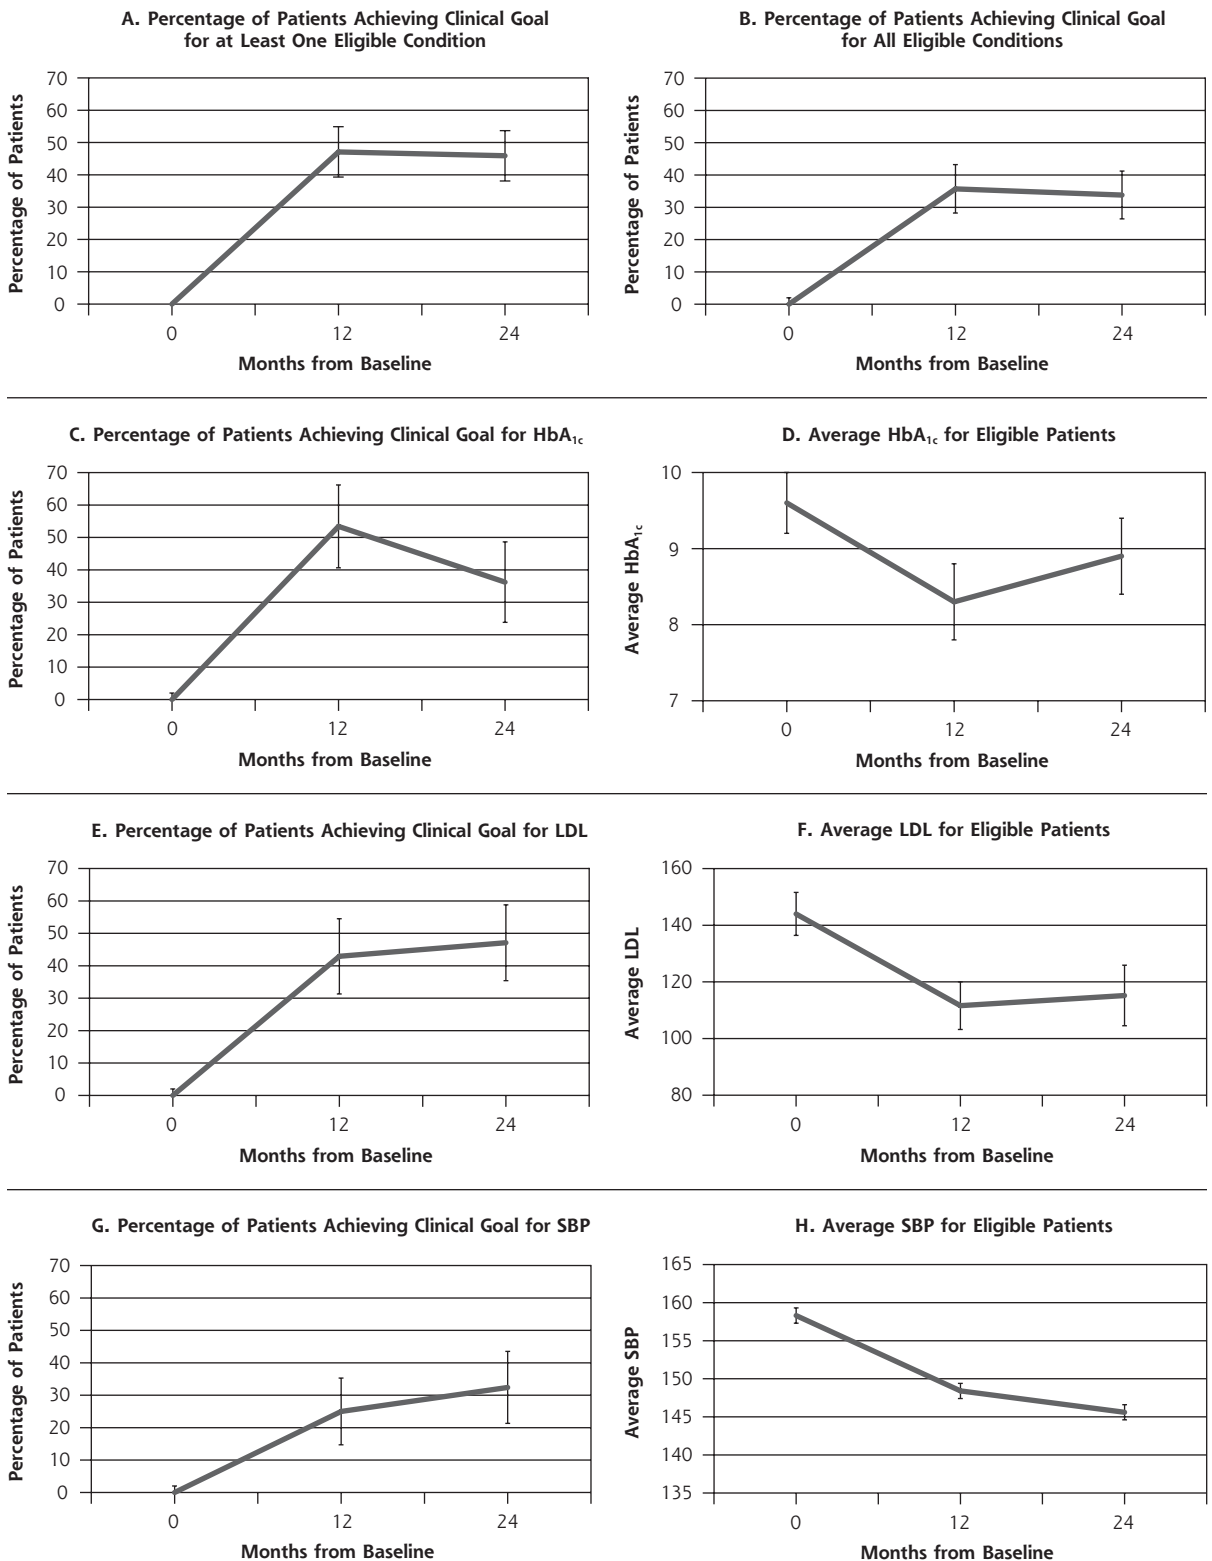 A. Percentage of Patients Achieving Clinical Goal
for at Least One Eligible Condition
Percentage of Patients
70
60
50
40
30
20
10
0
0 12 24
Months from Baseline
B. Percentage of Patients Achieving Clinical Goal
for All Eligible Conditions
Percentage of Patients
70
60
50
40
30
20
10
0
0 12 24
Months from Baseline
C. Percentage of Patients Achieving Clinical Goal for HbA1c
Percentage of Patients
70
60
50
40
30
20
10
0
0 12 24
Months from Baseline
D. Average HbA1c for Eligible Patients
Average HbA1c
10
9
8
7
0 12 24
Months from Baseline
E. Percentage of Patients Achieving Clinical Goal for LDL
Percentage of Patients
70
60
50
40
30
20
10
0
0 12 24
Months from Baseline
F. Average LDL for Eligible Patients
Average LDL
160
140
120
100
80
0 12 24
Months from Baseline
G. Percentage of Patients Achieving Clinical Goal for SBP
Percentage of Patients
70
60
50
40
30
20
10
0
0 12 24
Months from Baseline
H. Average SBP for Eligible Patients
Average SBP
165
160
155
150
145
140
135
0 12 24
Months from Baseline